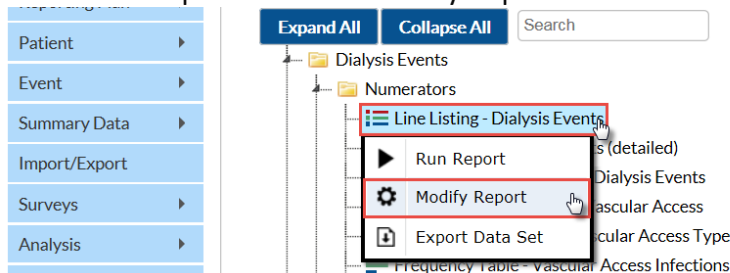 Expand All Collapse All Search
Patient
Dialysis Events
Event
Numerators
Summary Data
Line Listing - Dialysis Events
Import/Export
Run Report
s (detailed)
Dialysis Events
Surveys
Modify Report
ascular Access
Analysis
Export Data Set
scular Access Type
Frequency Table - Vascular Access Infections